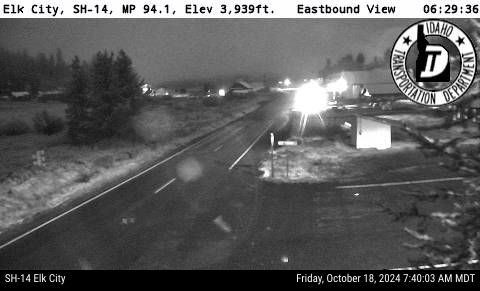 Elk City, SH-14, MP 94.1, Elev 3,939ft. Eastbound View 06:29:36
IDAHO
TRANSPORTATION DEPARTMENT
SH-14 Elk City Friday, October 18, 2024 7:40:03 AM MDT